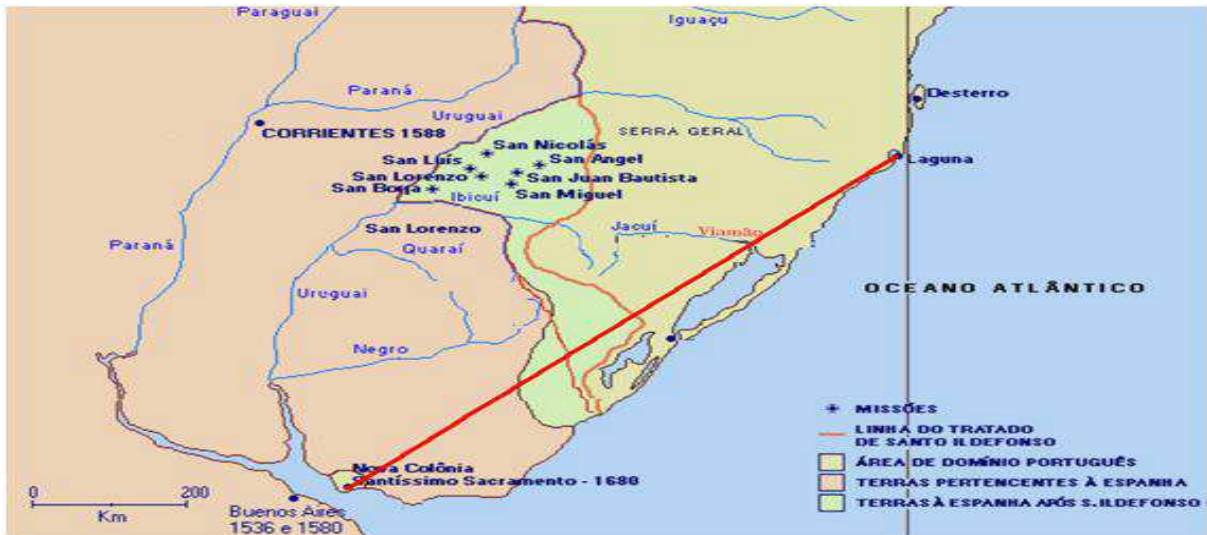 Paraguai
Iguaçu
Paraná
Desterro
Uruguai
CORRIENTES 1588
SERRA GERAL
San Nicolás
San Luís
San Angel
Laguna
San Lorenzo
San Juan Bautista
San Borja
Ibicuí
San Miguel
San Lorenzo
Jacuí
Viamão
Paraná
Quaraí
Uruguai
OCEANO ATLÂNTICO
Negro
MISSÕES
LINHA DO TRATADO
DE SANTO ILDEFONSO
Nova Colônia
ÁREA DE DOMÍNIO PORTUGUÊS
Santíssimo Sacramento - 1680
TERRAS PERTENCENTES À ESPANHA
0 200
Km
TERRAS À ESPANHA APÓS S. ILDEFONSO
Buenos Aires
1536 e 1580